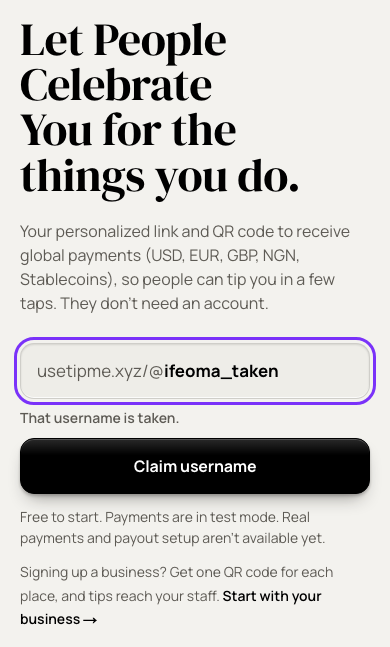 Let People
Celebrate
You for the
things you do.
Your personalized link and QR code to receive
global payments (USD, EUR, GBP, NGN,
Stablecoins), so people can tip you in a few
taps. They don't need an account.
usetipme.xyz/@ifeoma_taken
That username is taken.
Claim username
Free to start. Payments are in test mode. Real
payments and payout setup aren't available yet.
Signing up a business? Get one QR code for each
place, and tips reach your staff. Start with your
business →